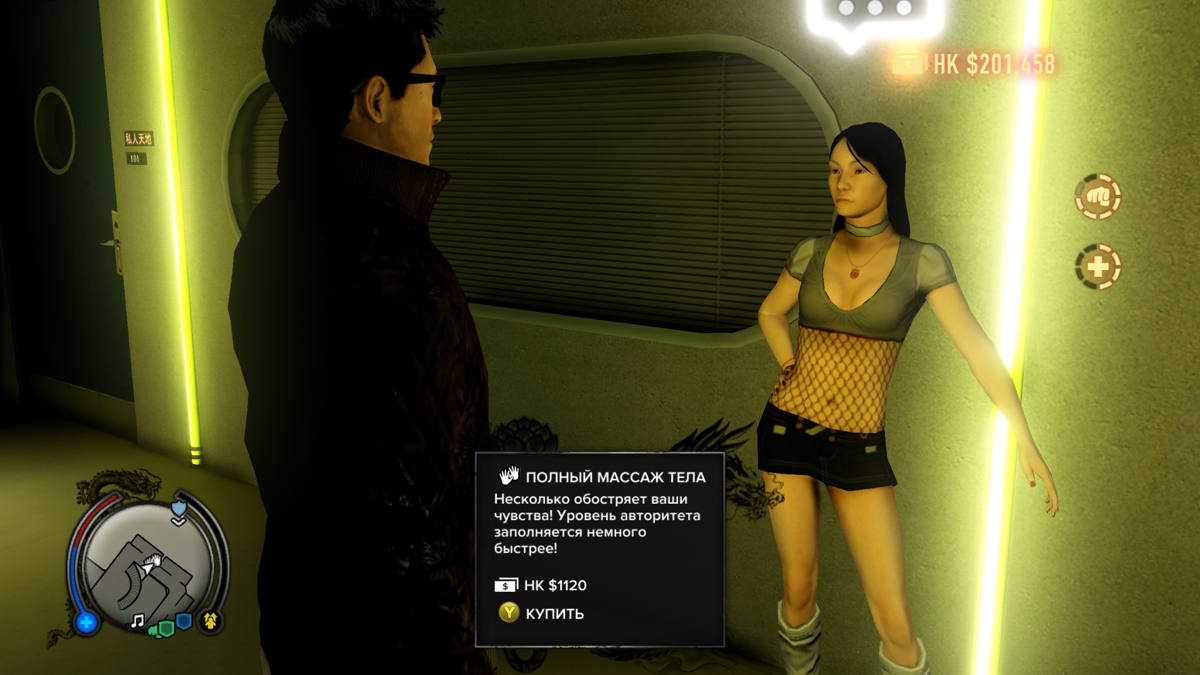 HK $201,458
私人天地
101
ПОЛНЫЙ МАССАЖ ТЕЛА
Несколько обостряет ваши
чувства! Уровень авторитета
заполняется немного
быстрее!
$ HK $1120
Y КУПИТЬ